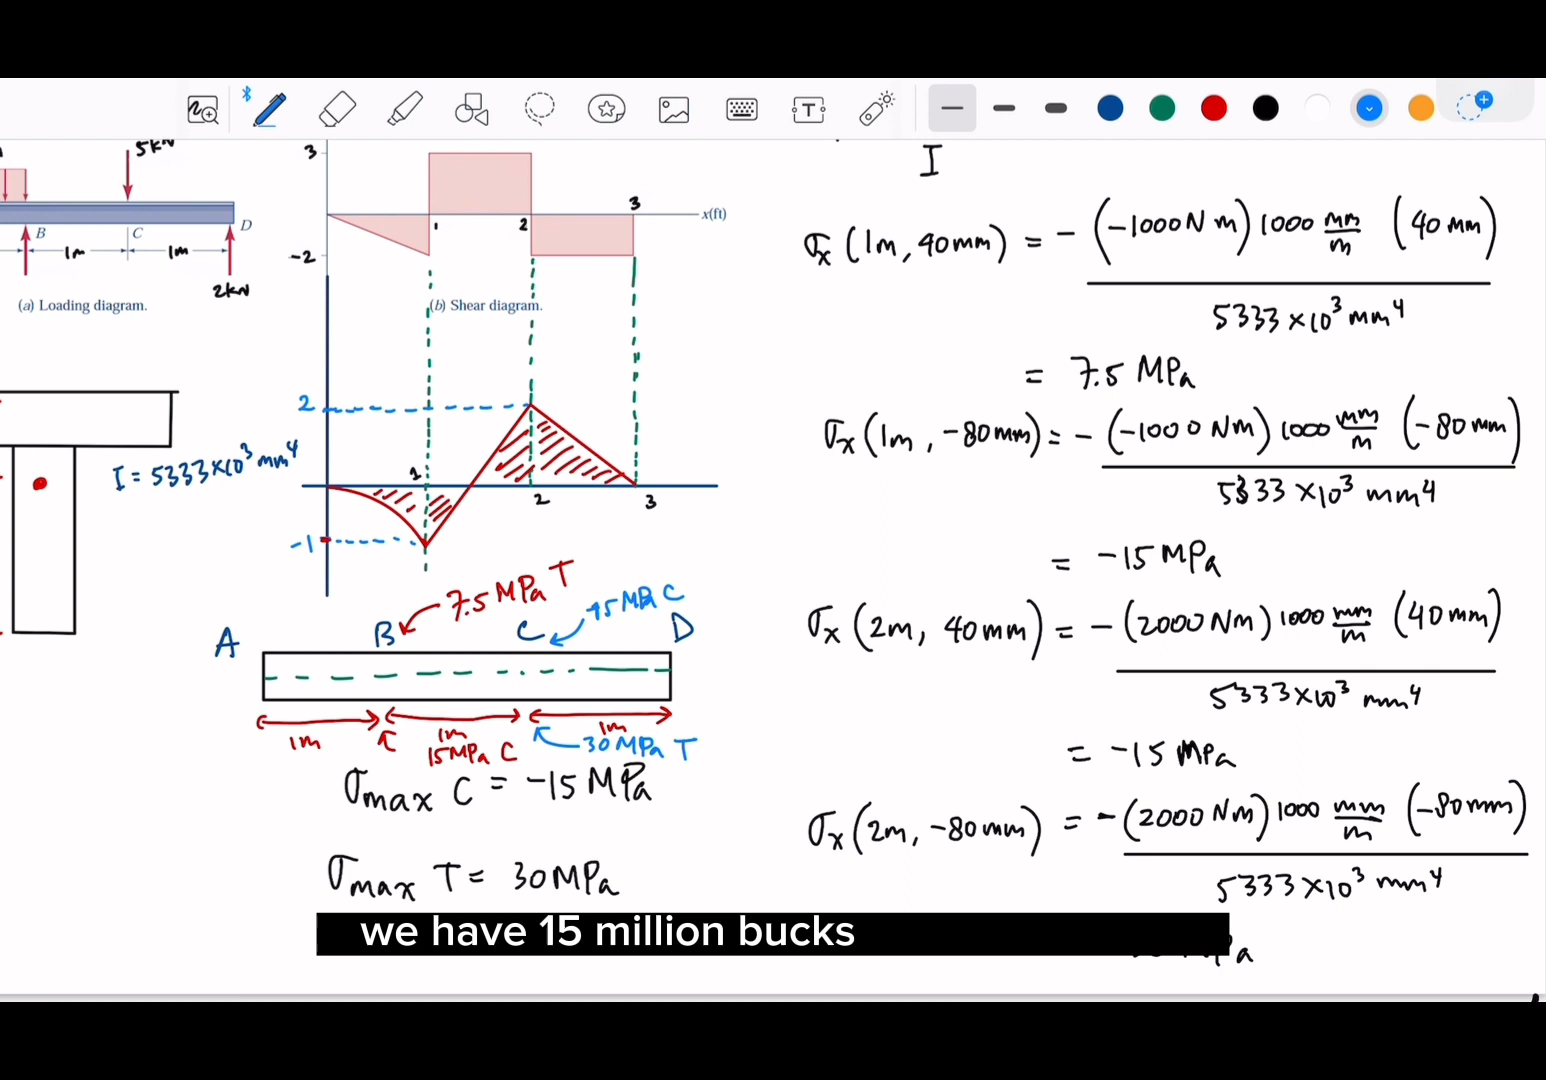 5kN
B
C
D
1m
1m
2kN
(a) Loading diagram.
3
-2
1
2
3
x(ft)
(b) Shear diagram.
I = 5333×10³ mm⁴
2
-1
1
2
3
7.5 MPa T
15 MPa C
A
B
C
D
1m
1m
1m
15MPa C
30 MPa T
σmax C = -15 MPa
σmax T = 30MPa
I
σx (1m, 40mm) = - (-1000 N m) 1000 mm/m (40 mm)
5333 ×10³ mm⁴
= 7.5 MPa
σx (1m, -80mm) = - (-1000 Nm) 1000 mm/m (-80 mm)
5333 ×10³ mm⁴
= -15 MPa
σx (2m, 40mm) = - (2000 Nm) 1000 mm/m (40 mm)
5333×10³ mm⁴
= -15 MPa
σx (2m, -80mm) = - (2000 Nm) 1000 mm/m (-80mm)
5333 ×10³ mm⁴
we have 15 million bucks